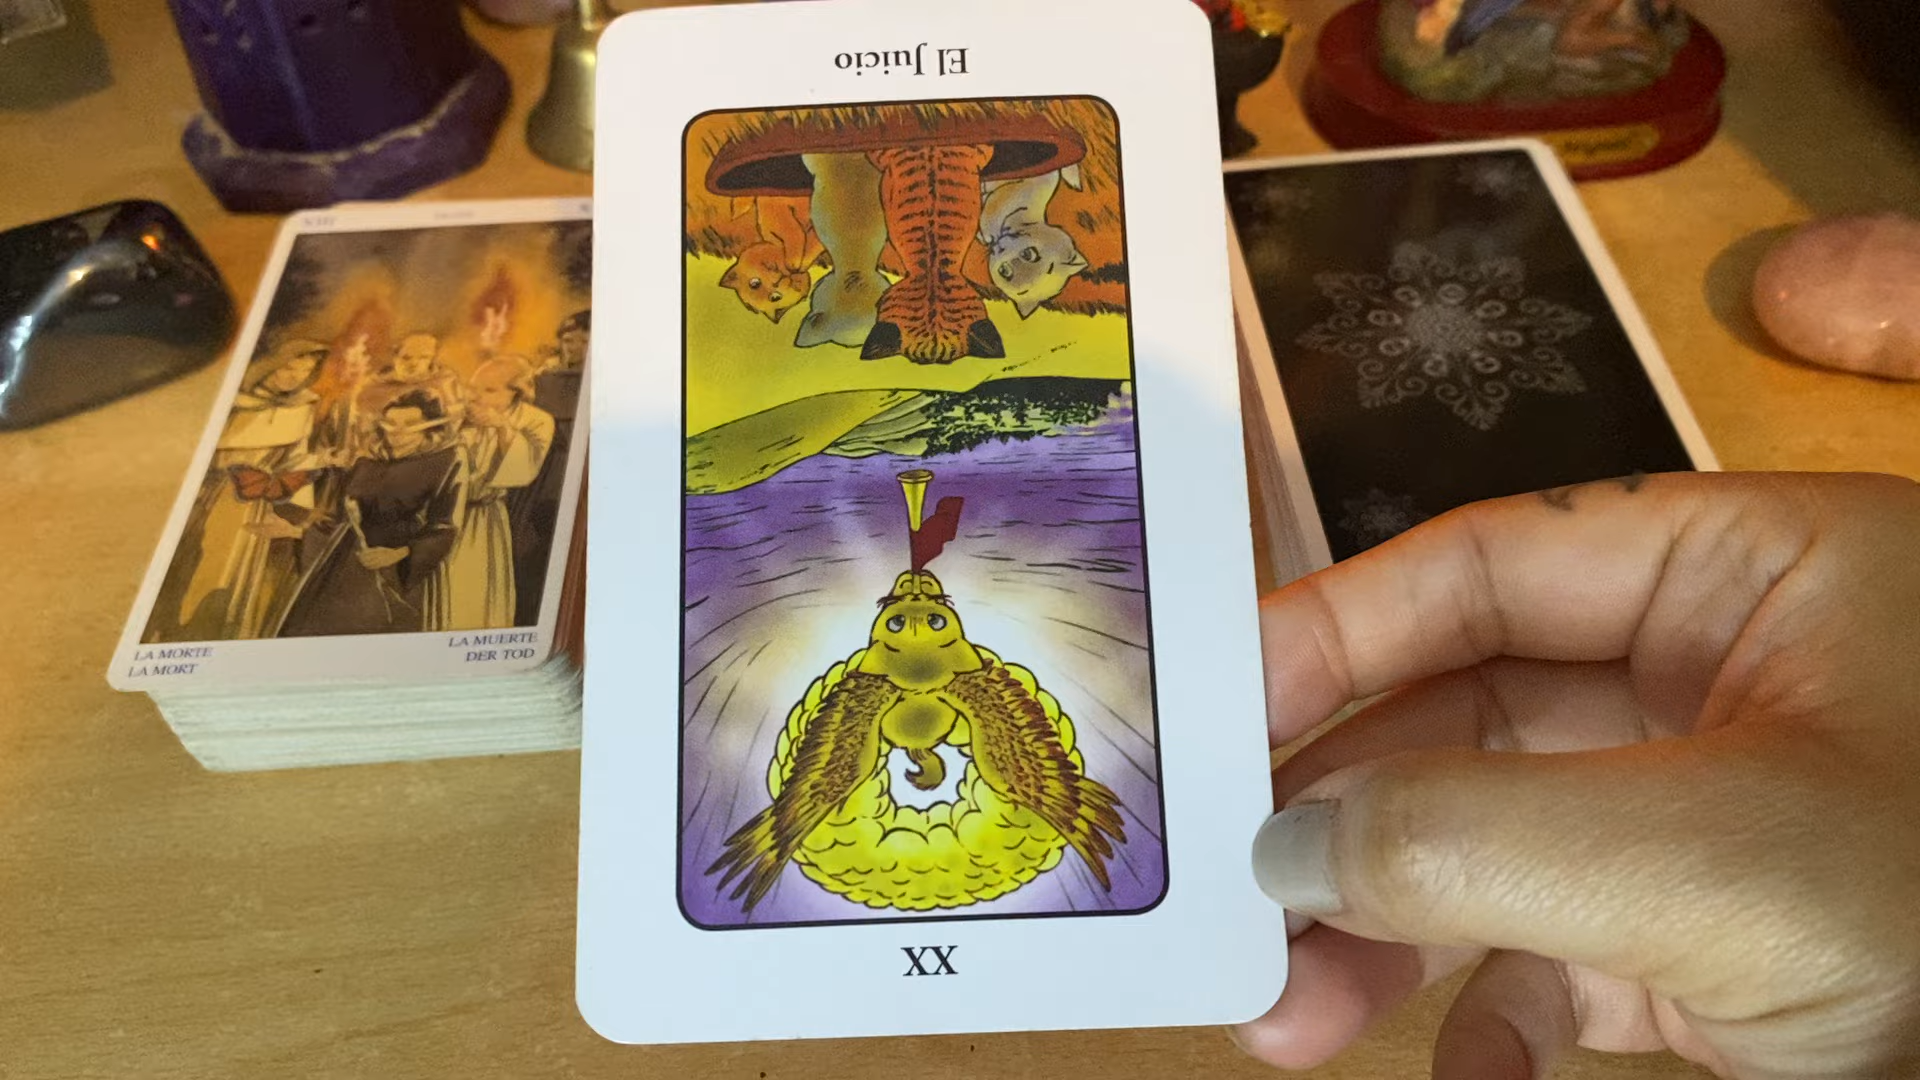 El Juicio
XX
LA MORTE
LA MORT
LA MUERTE
DER TOD